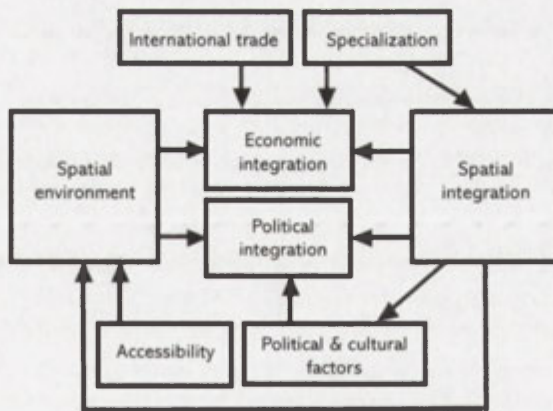 International trade
Specialization
Economic
integration
Spatial
environment
Spatial
integration
Political
integration
Accessibility
Political & cultural
factors